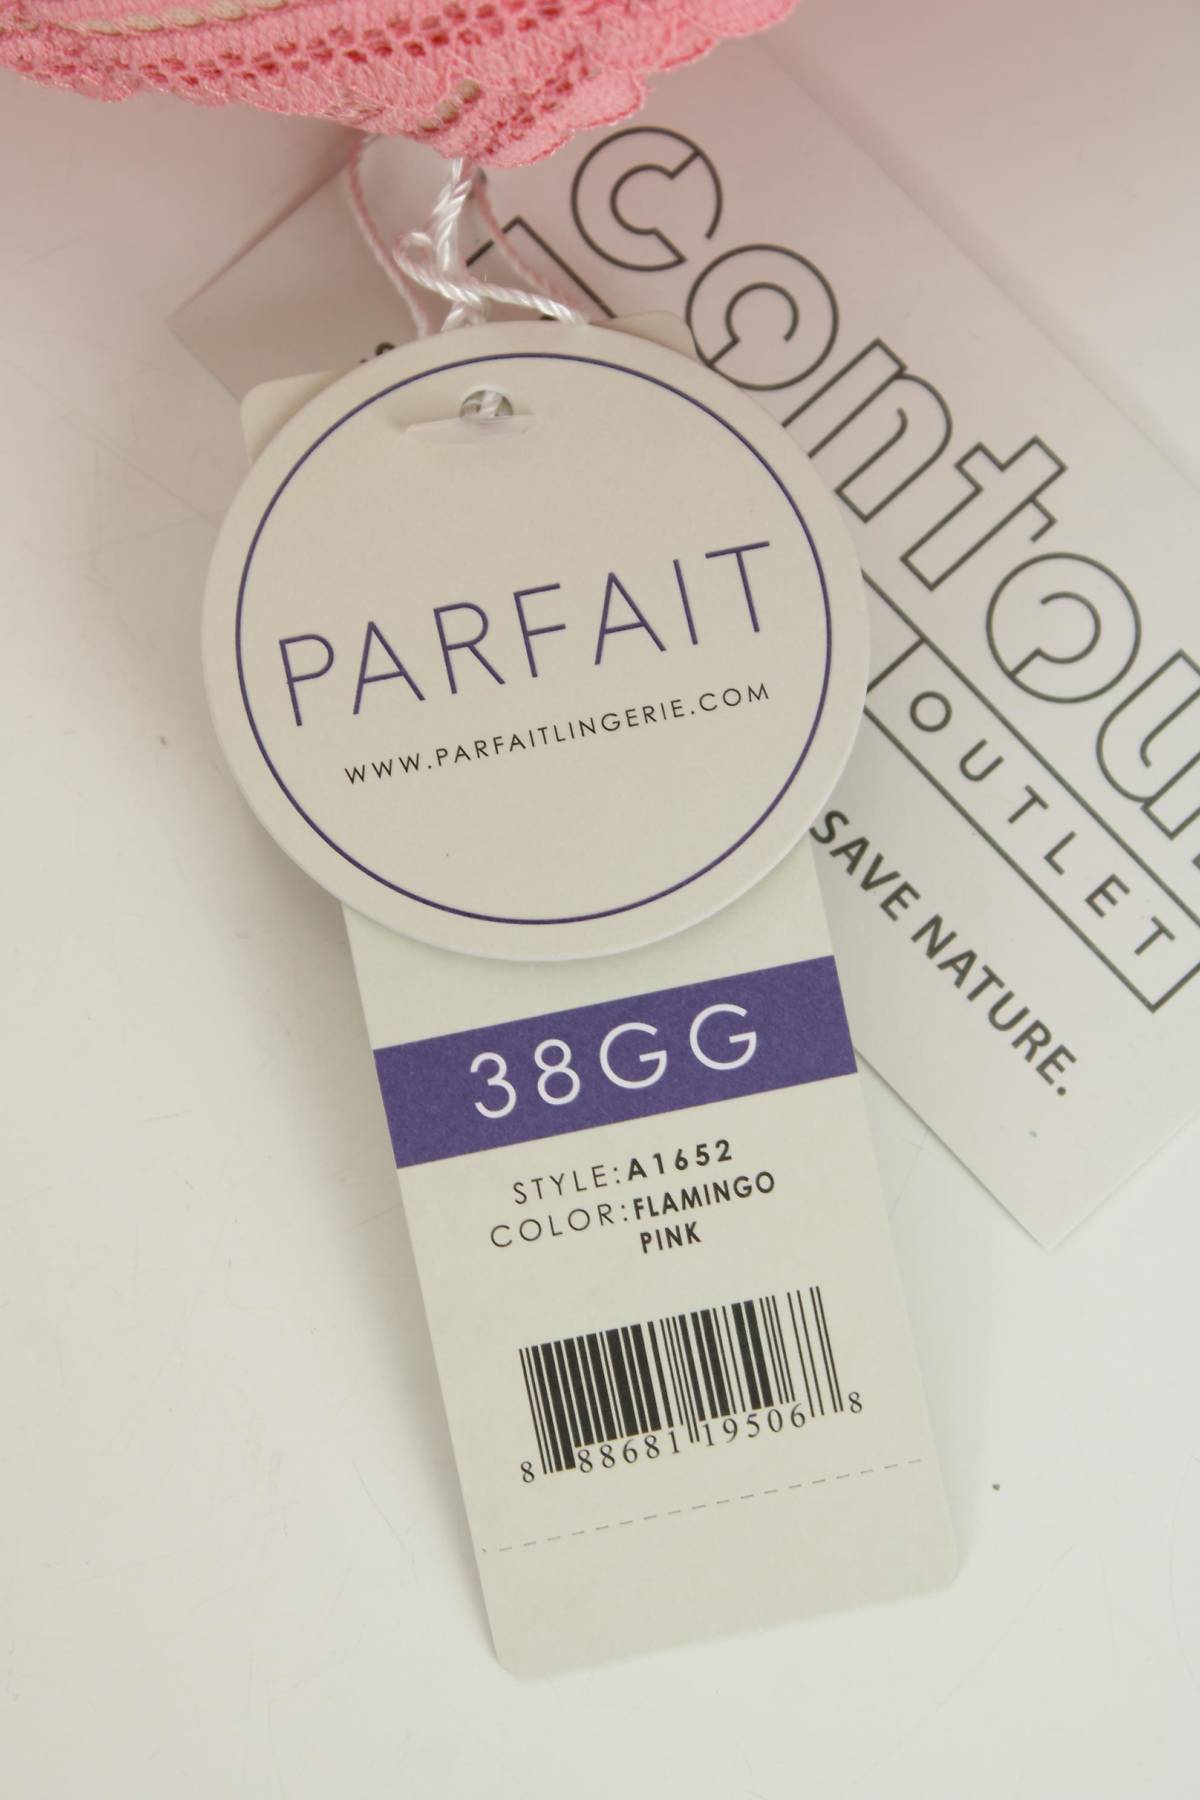 PARFAIT
WWW.PARFAITLINGERIE.COM
38GG
STYLE:A1652
COLOR:FLAMINGO
PINK
8 88681 19506 8
OUTLET
SAVE NATURE.